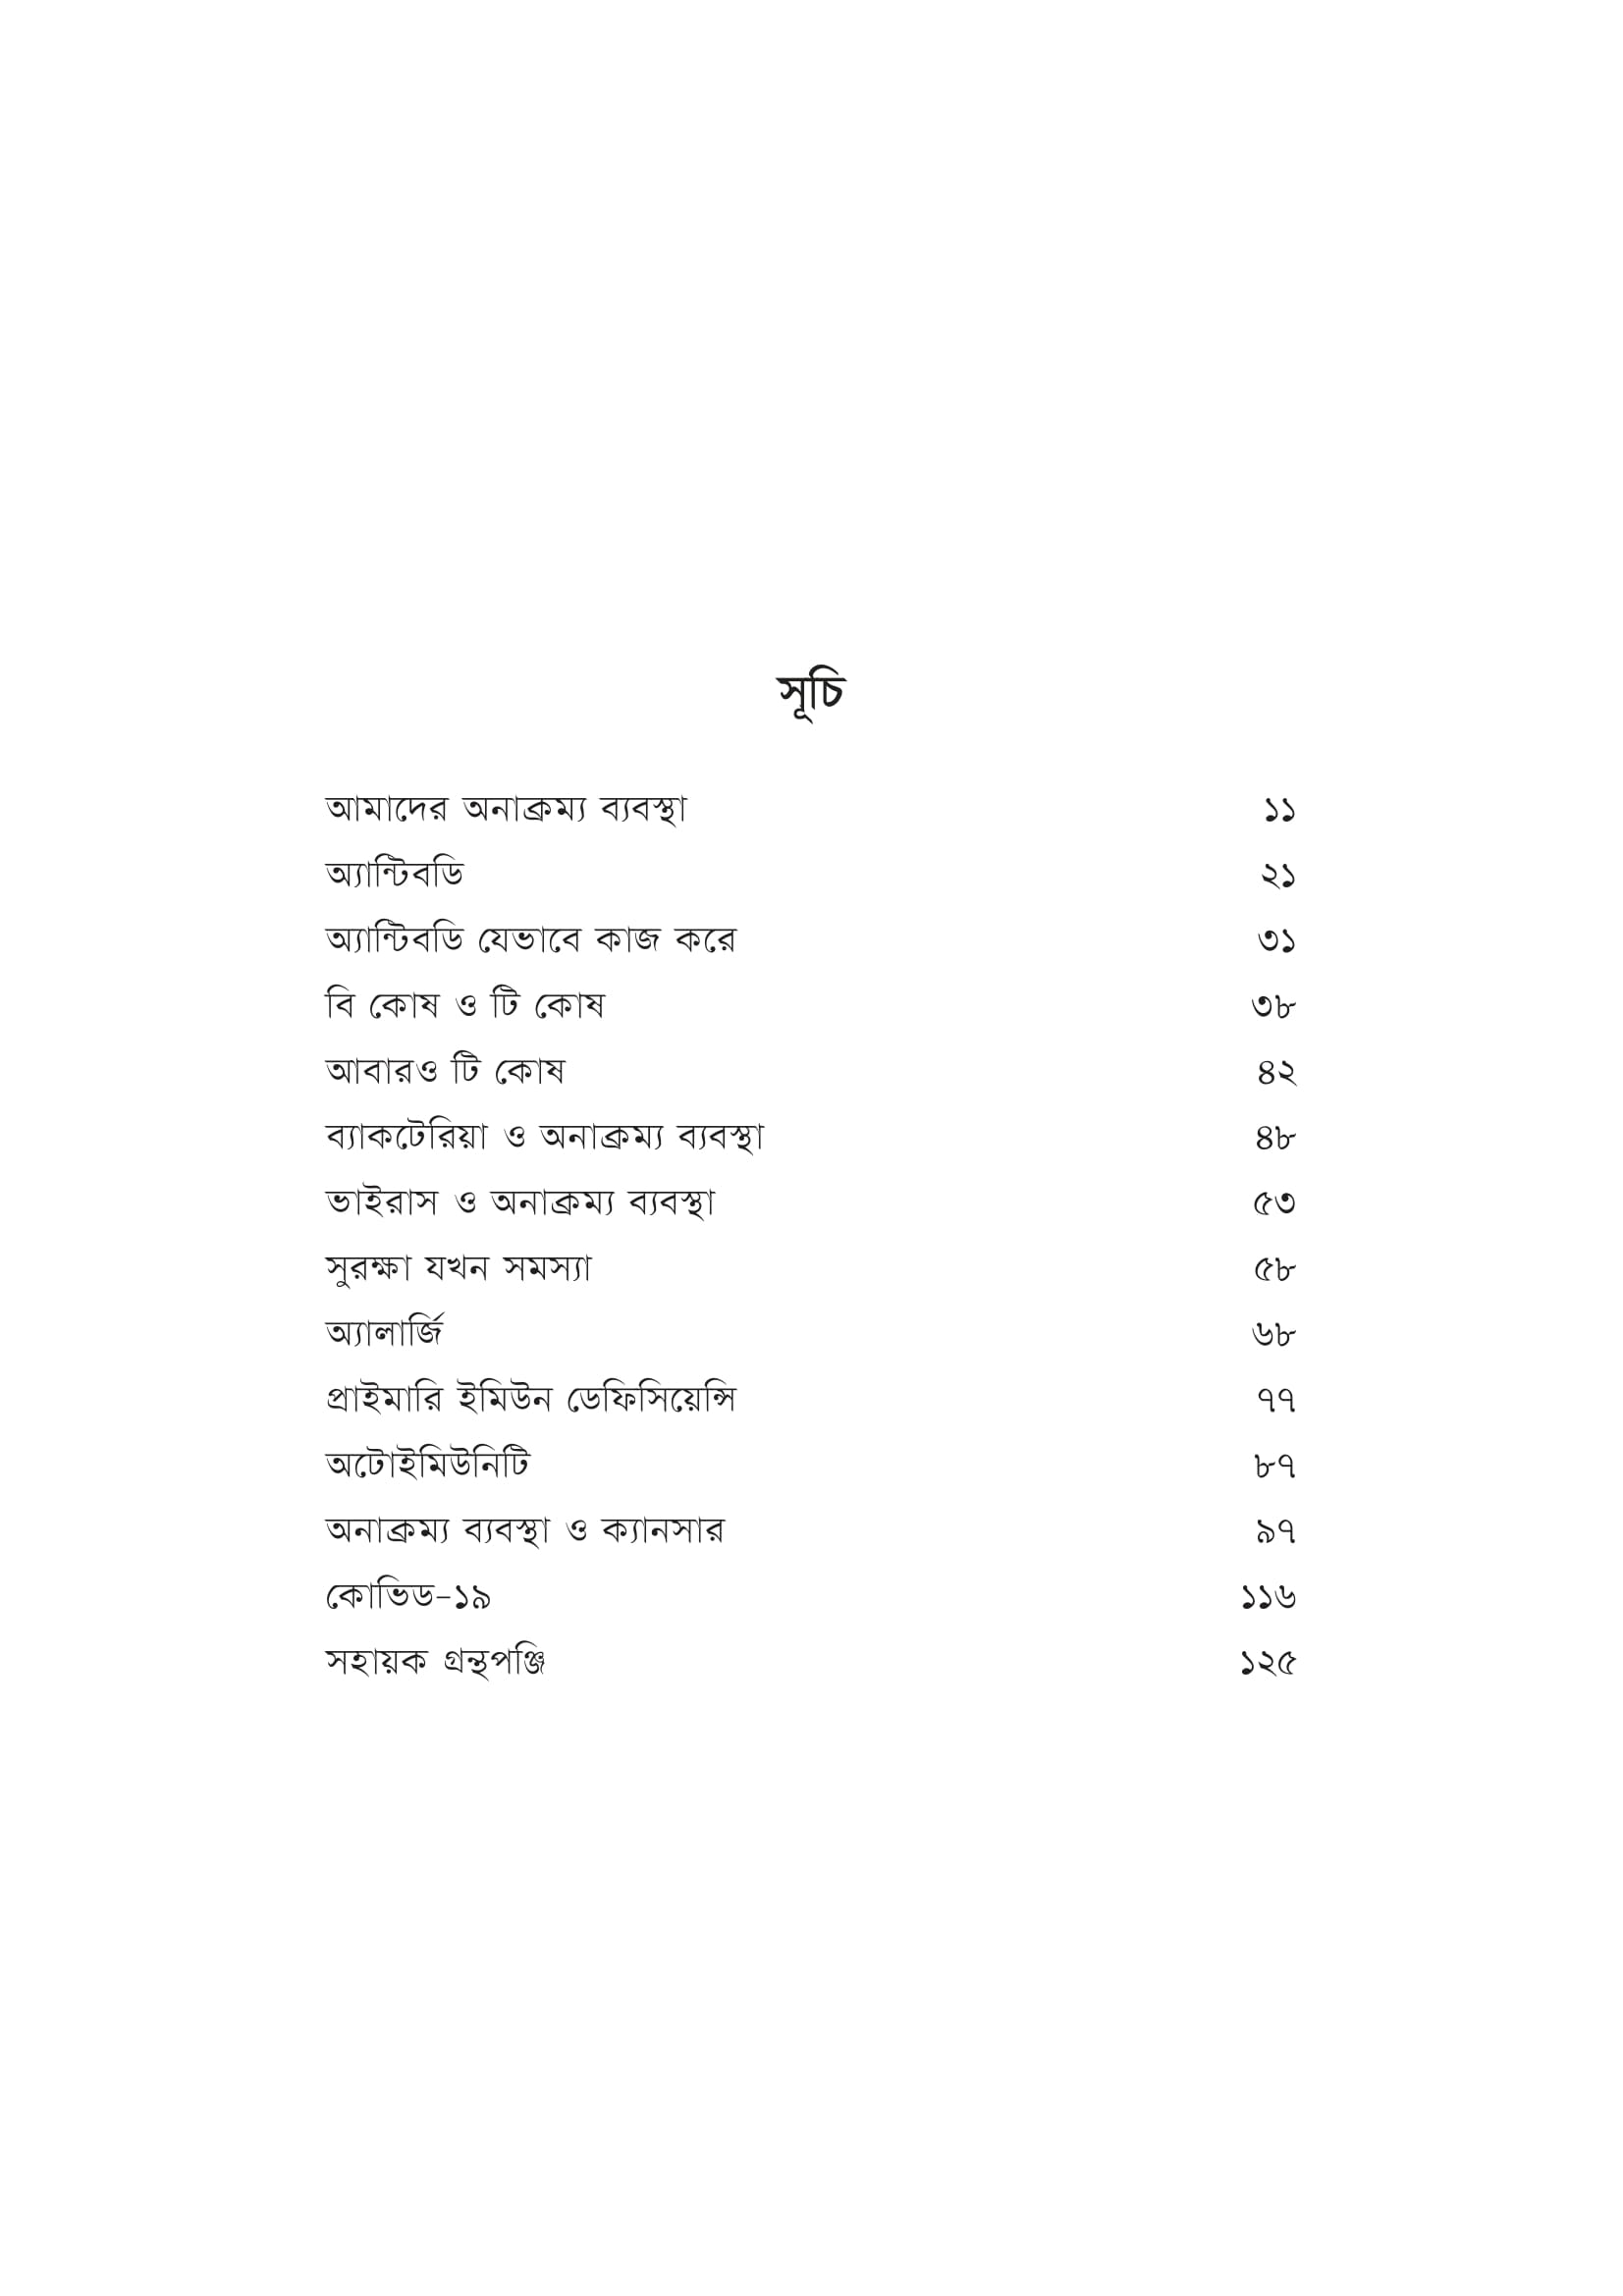 সূচি
আমাদের অনাক্রম্য ব্যবস্থা ১১
অ্যান্টিবডি ২১
অ্যান্টিবডি যেভাবে কাজ করে ৩১
বি কোষ ও টি কোষ ৩৮
আবারও টি কোষ ৪২
ব্যাকটেরিয়া ও অনাক্রম্য ব্যবস্থা ৪৮
ভাইরাস ও অনাক্রম্য ব্যবস্থা ৫৩
সুরক্ষা যখন সমস্যা ৫৮
অ্যালার্জি ৬৮
প্রাইমারি ইমিউন ডেফিসিয়েন্সি ৭৭
অটোইমিউনিটি ৮৭
অনাক্রম্য ব্যবস্থা ও ক্যানসার ৯৭
কোভিড-১৯ ১১৬
সহায়ক গ্রন্থপঞ্জি ১২৫